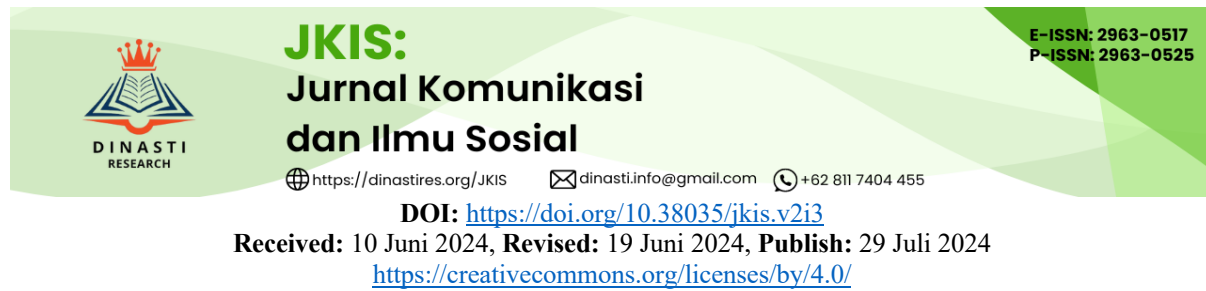 JKIS:
Jurnal Komunikasi
dan Ilmu Sosial
DINASTI
RESEARCH
https://dinastires.org/JKIS dinasti.info@gmail.com +62 811 7404 455
E-ISSN: 2963-0517
P-ISSN: 2963-0525
DOI: https://doi.org/10.38035/jkis.v2i3
Received: 10 Juni 2024, Revised: 19 Juni 2024, Publish: 29 Juli 2024
https://creativecommons.org/licenses/by/4.0/